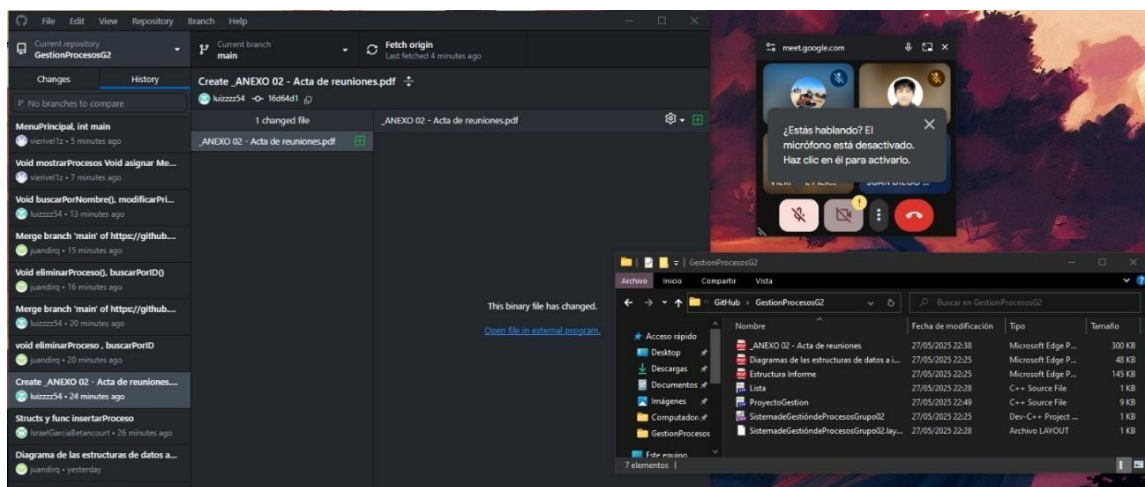 File Edit View Repository Branch Help
Current repository
GestionProcesosG2
Current branch
main
Fetch origin
Last fetched 4 minutes ago
Changes History
No branches to compare
MenuPrincipal, int main
vierivel1z • 5 minutes ago
Void mostrarProcesos Void asignar Me...
vierivel1z • 7 minutes ago
Void buscarPorNombre(), modificarPri...
luizzzz54 • 13 minutes ago
Merge branch 'main' of https://github....
juandirq • 15 minutes ago
Void eliminarProceso(), buscarPorID()
juandirq • 16 minutes ago
Merge branch 'main' of https://github....
luizzzz54 • 20 minutes ago
void eliminarProceso , buscarPorID
juandirq • 20 minutes ago
Create _ANEXO 02 - Acta de reuniones....
luizzzz54 • 24 minutes ago
Structs y func insertarProceso
IsraelGarciaBetancourt • 26 minutes ago
Diagrama de las estructuras de datos a...
juandirq • yesterday
Create _ANEXO 02 - Acta de reuniones.pdf
luizzzz54 16d64d1
1 changed file
_ANEXO 02 - Acta de reuniones.pdf
_ANEXO 02 - Acta de reuniones.pdf
This binary file has changed.
Open file in external program.
meet.google.com
¿Estás hablando? El
micrófono está desactivado.
Haz clic en él para activarlo.
JUAN DIEGO ...
GestionProcesosG2
Archivo Inicio Compartir Vista
GitHub › GestionProcesosG2
Buscar en GestionProcesosG2
Acceso rápido
Desktop
Descargas
Documentos
Imágenes
Computador
GestionProcesos
Este equipo
Nombre Fecha de modificación Tipo Tamaño
_ANEXO 02 - Acta de reuniones 27/05/2025 22:38 Microsoft Edge P... 300 KB
Diagramas de las estructuras de datos a i... 27/05/2025 22:25 Microsoft Edge P... 48 KB
Estructura Informe 27/05/2025 22:25 Microsoft Edge P... 145 KB
Lista 27/05/2025 22:28 C++ Source File 1 KB
ProyectoGestion 27/05/2025 22:49 C++ Source File 9 KB
SistemadeGestióndeProcesosGrupo02 27/05/2025 22:25 Dev-C++ Project ... 1 KB
SistemadeGestióndeProcesosGrupo02.lay... 27/05/2025 22:28 Archivo LAYOUT 1 KB
7 elementos